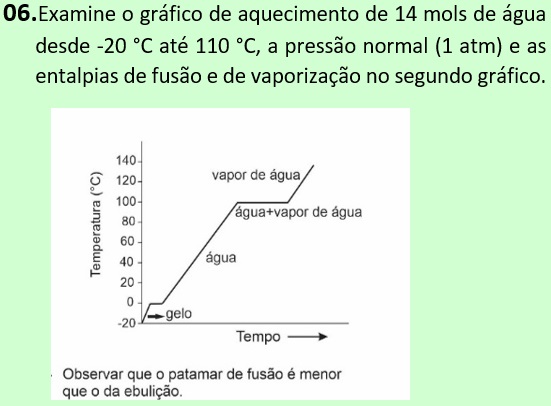 06.Examine o gráfico de aquecimento de 14 mols de água
desde -20 °C até 110 °C, a pressão normal (1 atm) e as
entalpias de fusão e de vaporização no segundo gráfico.
Temperatura (°C)
140
120
100
80
60
40
20
0
-20
vapor de água
água+vapor de água
água
gelo
Tempo
Observar que o patamar de fusão é menor
que o da ebulição.